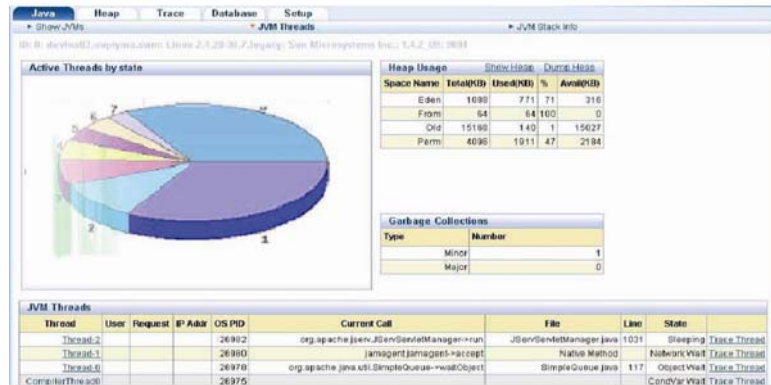 Java Heap Trace Database Setup
Show JVMs JVM Threads JVM Stack Info
Active Threads by state
7
6
5
4
3
2
1
Heap Usage Show Heap Dump Heap
Space Name Total(KB) Used(KB) % Avail(KB)
Eden 1088 771 71 316
From 64 64 100 0
Old 15168 140 1 15027
Perm 4096 1911 47 2184
Garbage Collections
Type Number
Minor 1
Major 0
JVM Threads
Thread User Request IP Addr OS PID Current Call File Line State
Thread-2 26982 org.apache.jserv.JServServletManager->run JServServletManager.java 1031 Sleeping Trace Thread
Thread-1 26980 jamagent.jamagent->accept Native Method Network Wait Trace Thread
Thread-0 26978 org.apache.java.util.SimpleQueue->waitObject SimpleQueue.java 117 Object Wait Trace Thread
CompilerThread0 26975 CondVar Wait Trace Thread